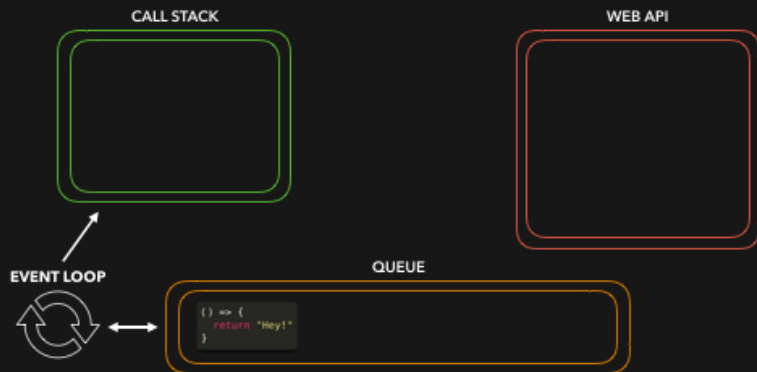 CALL STACK
WEB API
EVENT LOOP
QUEUE
() => {
return "Hey!"
}